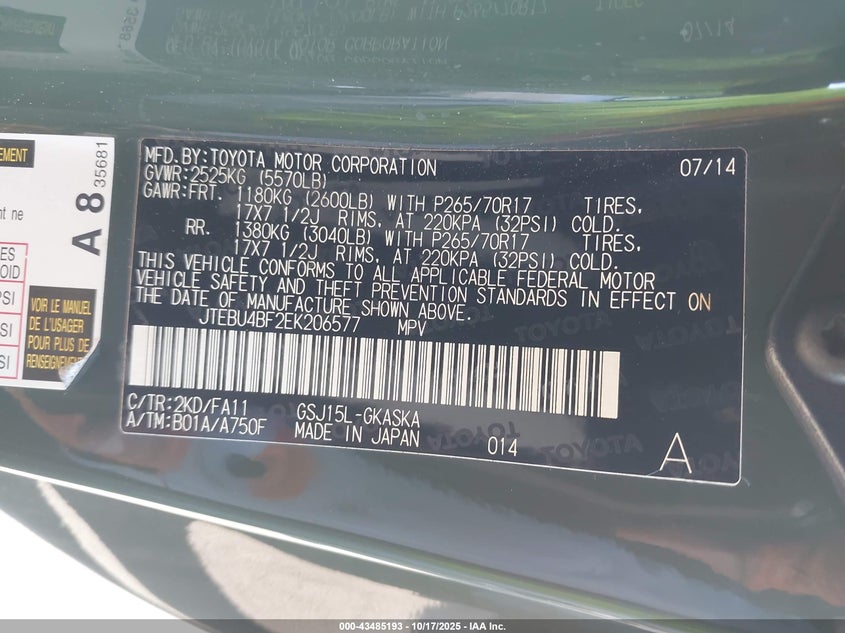 MFD.BY:TOYOTA MOTOR CORPORATION 07/14
GVWR:2525KG (5570LB)
GAWR:FRT. 1180KG (2600LB) WITH P265/70R17 TIRES,
17X7 1/2J RIMS, AT 220KPA (32PSI) COLD.
RR. 1380KG (3040LB) WITH P265/70R17 TIRES,
17X7 1/2J RIMS, AT 220KPA (32PSI) COLD.
THIS VEHICLE CONFORMS TO ALL APPLICABLE FEDERAL MOTOR
VEHICLE SAFETY AND THEFT PREVENTION STANDARDS IN EFFECT ON
THE DATE OF MANUFACTURE SHOWN ABOVE.
JTEBU4BF2EK206577 MPV
C/TR:2KD/FA11 GSJ15L-GKASKA
A/TM:B01A/A750F MADE IN JAPAN 014 A
A 8 35681
VOIR LE MANUEL
DE L'USAGER
POUR PLUS DE
RENSEIGNEMENTS
000-43485193 - 10/17/2025 - IAA Inc.